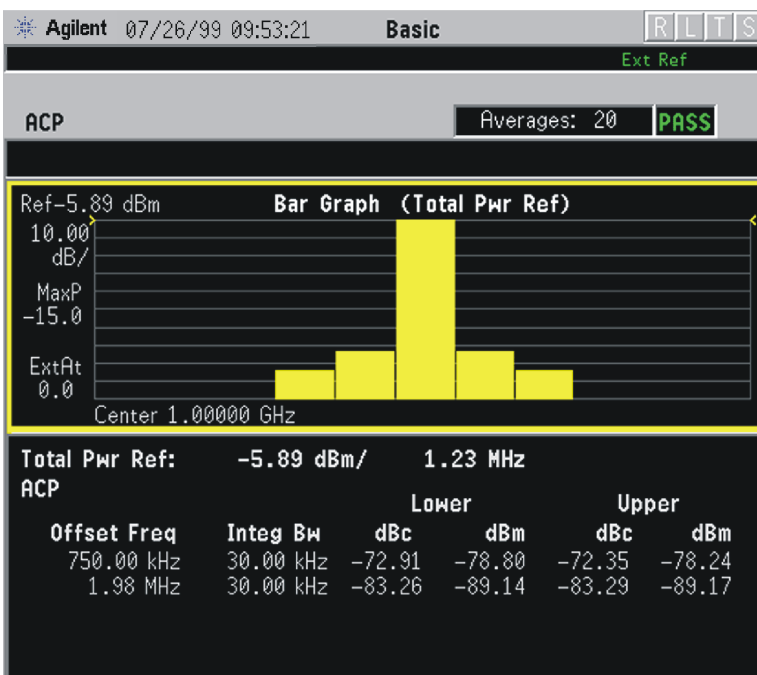 Agilent 07/26/99 09:53:21 Basic R L T S
Ext Ref
ACP Averages: 20 PASS
Ref-5.89 dBm Bar Graph (Total Pwr Ref)
10.00
dB/
MaxP
-15.0
ExtAt
0.0
Center 1.00000 GHz
Total Pwr Ref: -5.89 dBm/ 1.23 MHz
ACP
Lower Upper
Offset Freq Integ Bw dBc dBm dBc dBm
750.00 kHz 30.00 kHz -72.91 -78.80 -72.35 -78.24
1.98 MHz 30.00 kHz -83.26 -89.14 -83.29 -89.17